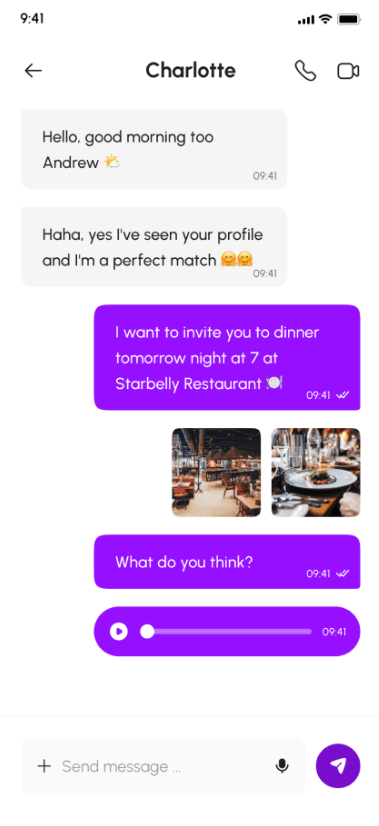 9:41
Charlotte
Hello, good morning too
Andrew 🌤️
09:41
Haha, yes I've seen your profile
and I'm a perfect match 🤗🤗
09:41
I want to invite you to dinner
tomorrow night at 7 at
Starbelly Restaurant 🍽️
09:41
What do you think?
09:41
09:41
Send message ...